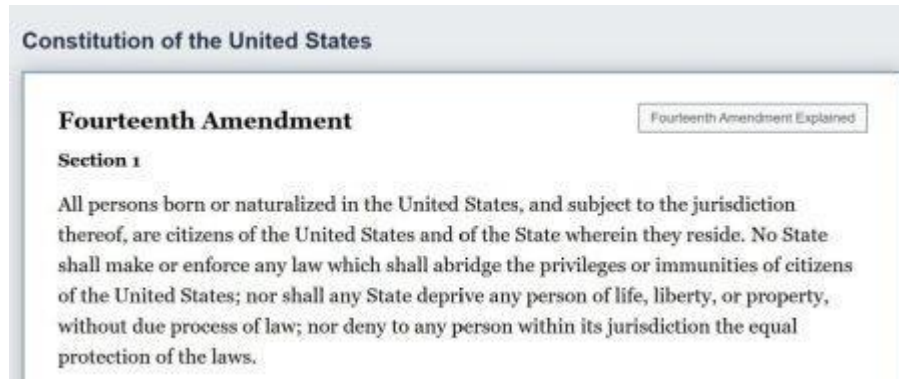 Constitution of the United States
Fourteenth Amendment
Fourteenth Amendment Explained
Section 1
All persons born or naturalized in the United States, and subject to the jurisdiction
thereof, are citizens of the United States and of the State wherein they reside. No State
shall make or enforce any law which shall abridge the privileges or immunities of citizens
of the United States; nor shall any State deprive any person of life, liberty, or property,
without due process of law; nor deny to any person within its jurisdiction the equal
protection of the laws.